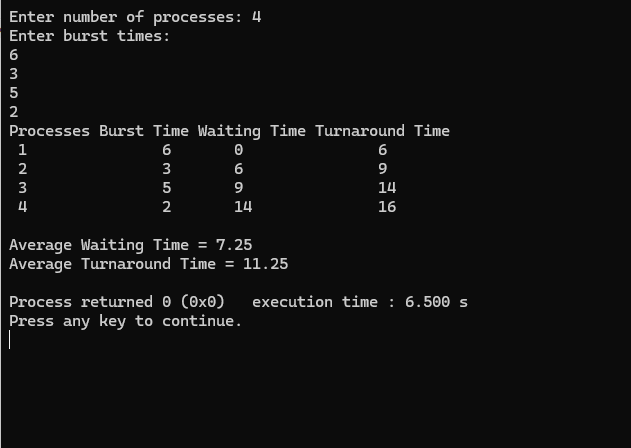 Enter number of processes: 4
Enter burst times:
6
3
5
2
Processes Burst Time Waiting Time Turnaround Time
1 6 0 6
2 3 6 9
3 5 9 14
4 2 14 16
Average Waiting Time = 7.25
Average Turnaround Time = 11.25
Process returned 0 (0x0) execution time : 6.500 s
Press any key to continue.